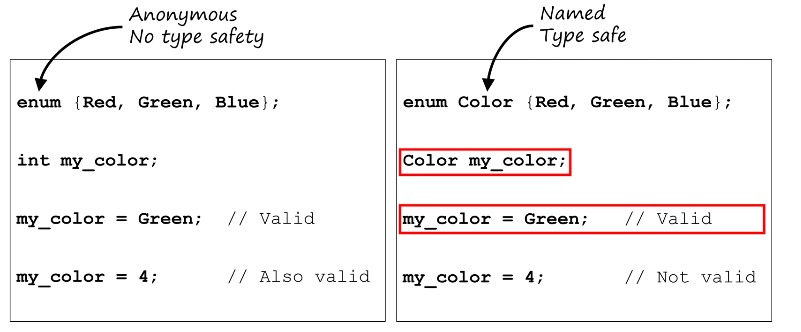 Anonymous
No type safety
enum {Red, Green, Blue};
int my_color;
my_color = Green; // Valid
my_color = 4; // Also valid
Named
Type safe
enum Color {Red, Green, Blue};
Color my_color;
my_color = Green; // Valid
my_color = 4; // Not valid